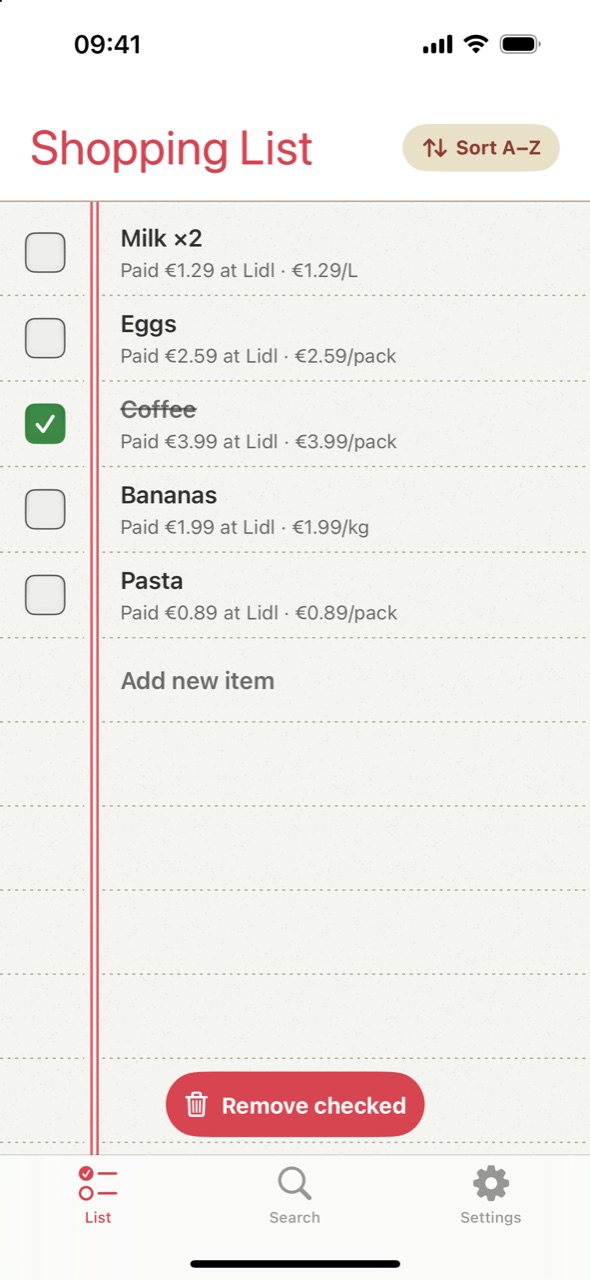 09:41
Shopping List
Sort A–Z
Milk ×2
Paid €1.29 at Lidl · €1.29/L
Eggs
Paid €2.59 at Lidl · €2.59/pack
Coffee
Paid €3.99 at Lidl · €3.99/pack
Bananas
Paid €1.99 at Lidl · €1.99/kg
Pasta
Paid €0.89 at Lidl · €0.89/pack
Add new item
Remove checked
List
Search
Settings